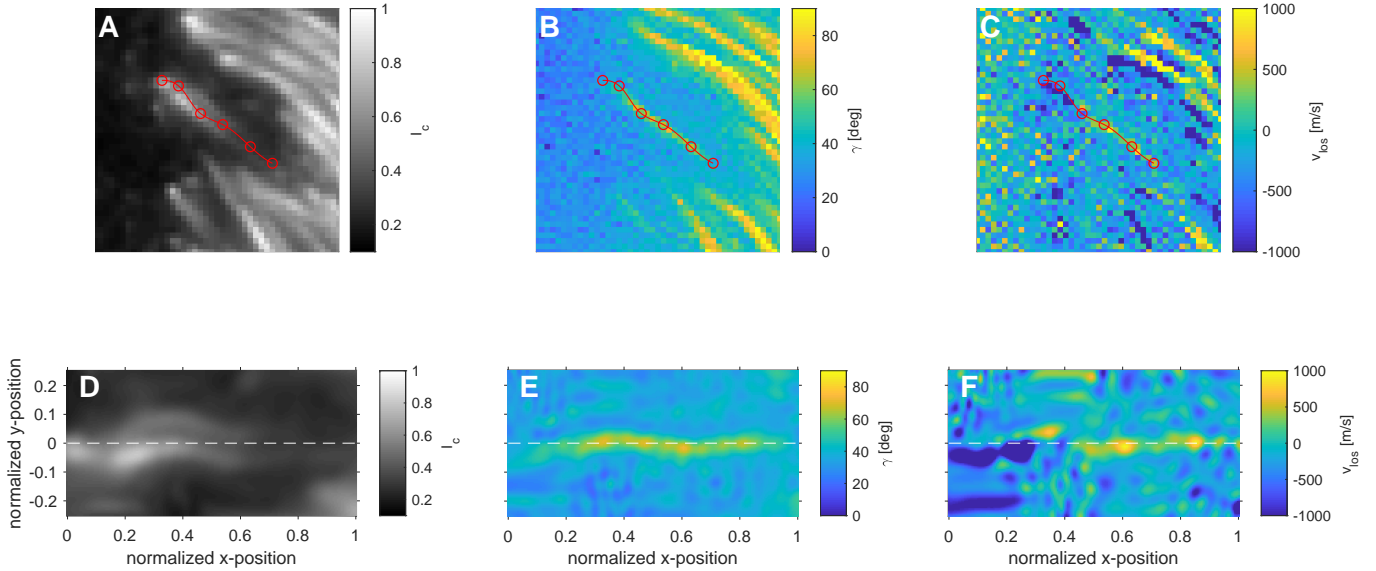 A
1
0.8
0.6
0.4
0.2
I_c
B
80
60
40
20
0
γ [deg]
C
1000
500
0
-500
-1000
v_los [m/s]
D
normalized y-position
0.2
0.1
0
-0.1
-0.2
0 0.2 0.4 0.6 0.8 1
normalized x-position
1
0.8
0.6
0.4
0.2
I_c
E
0 0.2 0.4 0.6 0.8 1
normalized x-position
80
60
40
20
0
γ [deg]
F
0 0.2 0.4 0.6 0.8 1
normalized x-position
1000
500
0
-500
-1000
v_los [m/s]